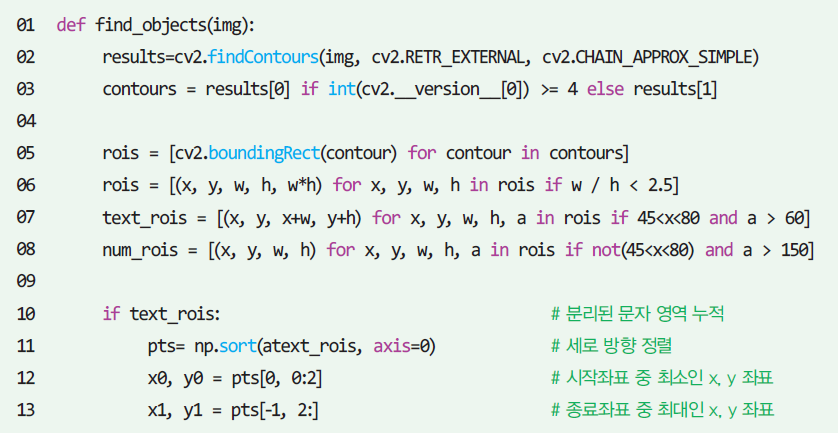 01 def find_objects(img):
02 results=cv2.findContours(img, cv2.RETR_EXTERNAL, cv2.CHAIN_APPROX_SIMPLE)
03 contours = results[0] if int(cv2.__version__[0]) >= 4 else results[1]
04
05 rois = [cv2.boundingRect(contour) for contour in contours]
06 rois = [(x, y, w, h, w*h) for x, y, w, h in rois if w / h < 2.5]
07 text_rois = [(x, y, x+w, y+h) for x, y, w, h, a in rois if 45<x<80 and a > 60]
08 num_rois = [(x, y, w, h) for x, y, w, h, a in rois if not(45<x<80) and a > 150]
09
10 if text_rois: # 분리된 문자 영역 누적
11 pts= np.sort(atext_rois, axis=0) # 세로 방향 정렬
12 x0, y0 = pts[0, 0:2] # 시작좌표 중 최소인 x, y 좌표
13 x1, y1 = pts[-1, 2:] # 종료좌표 중 최대인 x, y 좌표